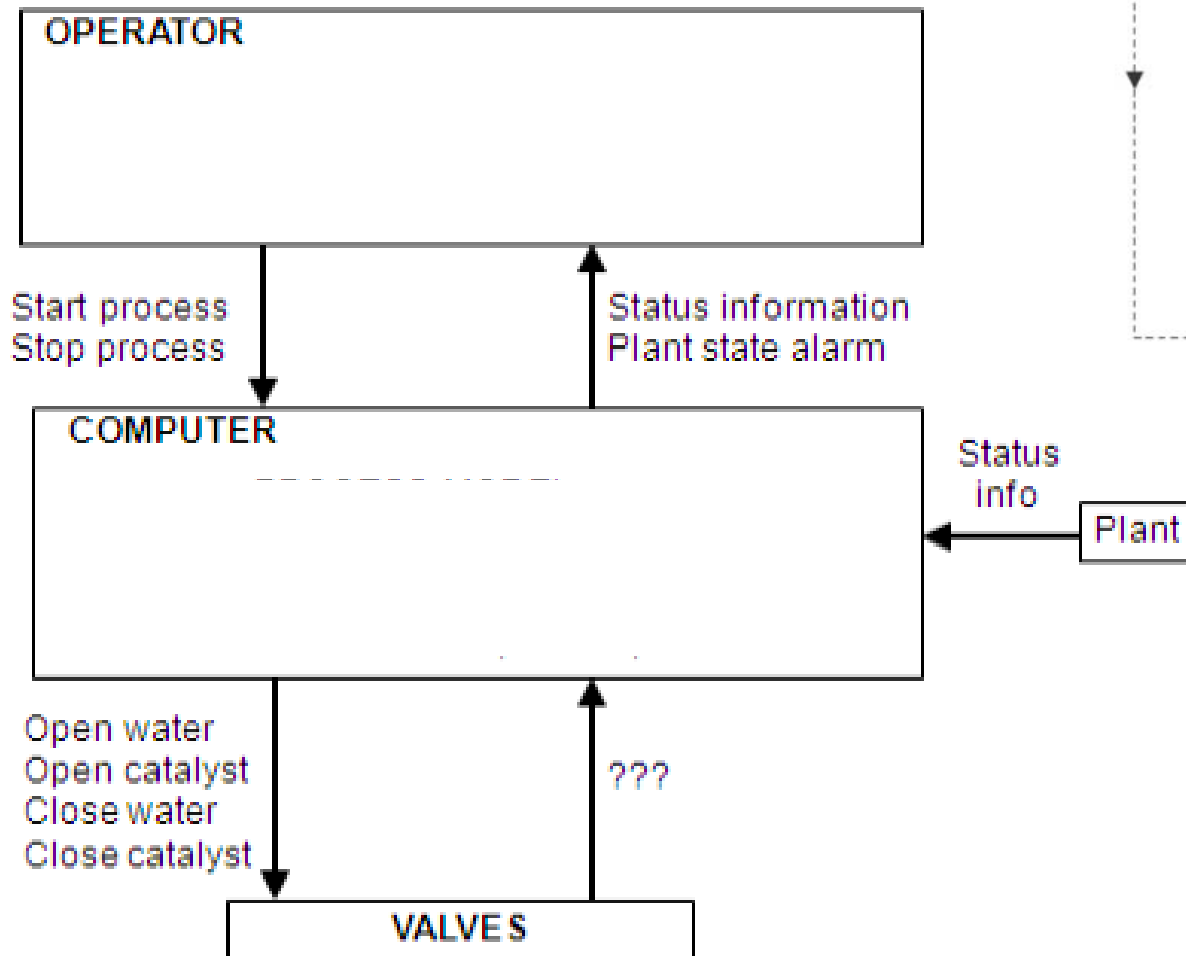 OPERATOR
Start process
Stop process
Status information
Plant state alarm
COMPUTER
Status
info
Plant
Open water
Open catalyst
Close water
Close catalyst
???
VALVES